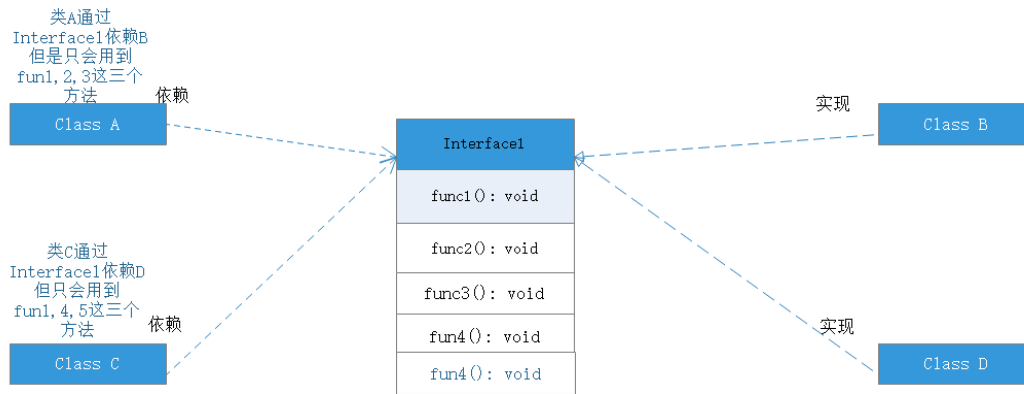 类A通过
Interface1依赖B
但是只会用到
fun1,2,3这三个
方法
依赖
Class A
实现
Class B
Interface1
func1(): void
func2(): void
func3(): void
fun4(): void
fun4(): void
类C通过
Interface1依赖D
但只会用到
fun1,4,5这三个
方法
依赖
Class C
实现
Class D